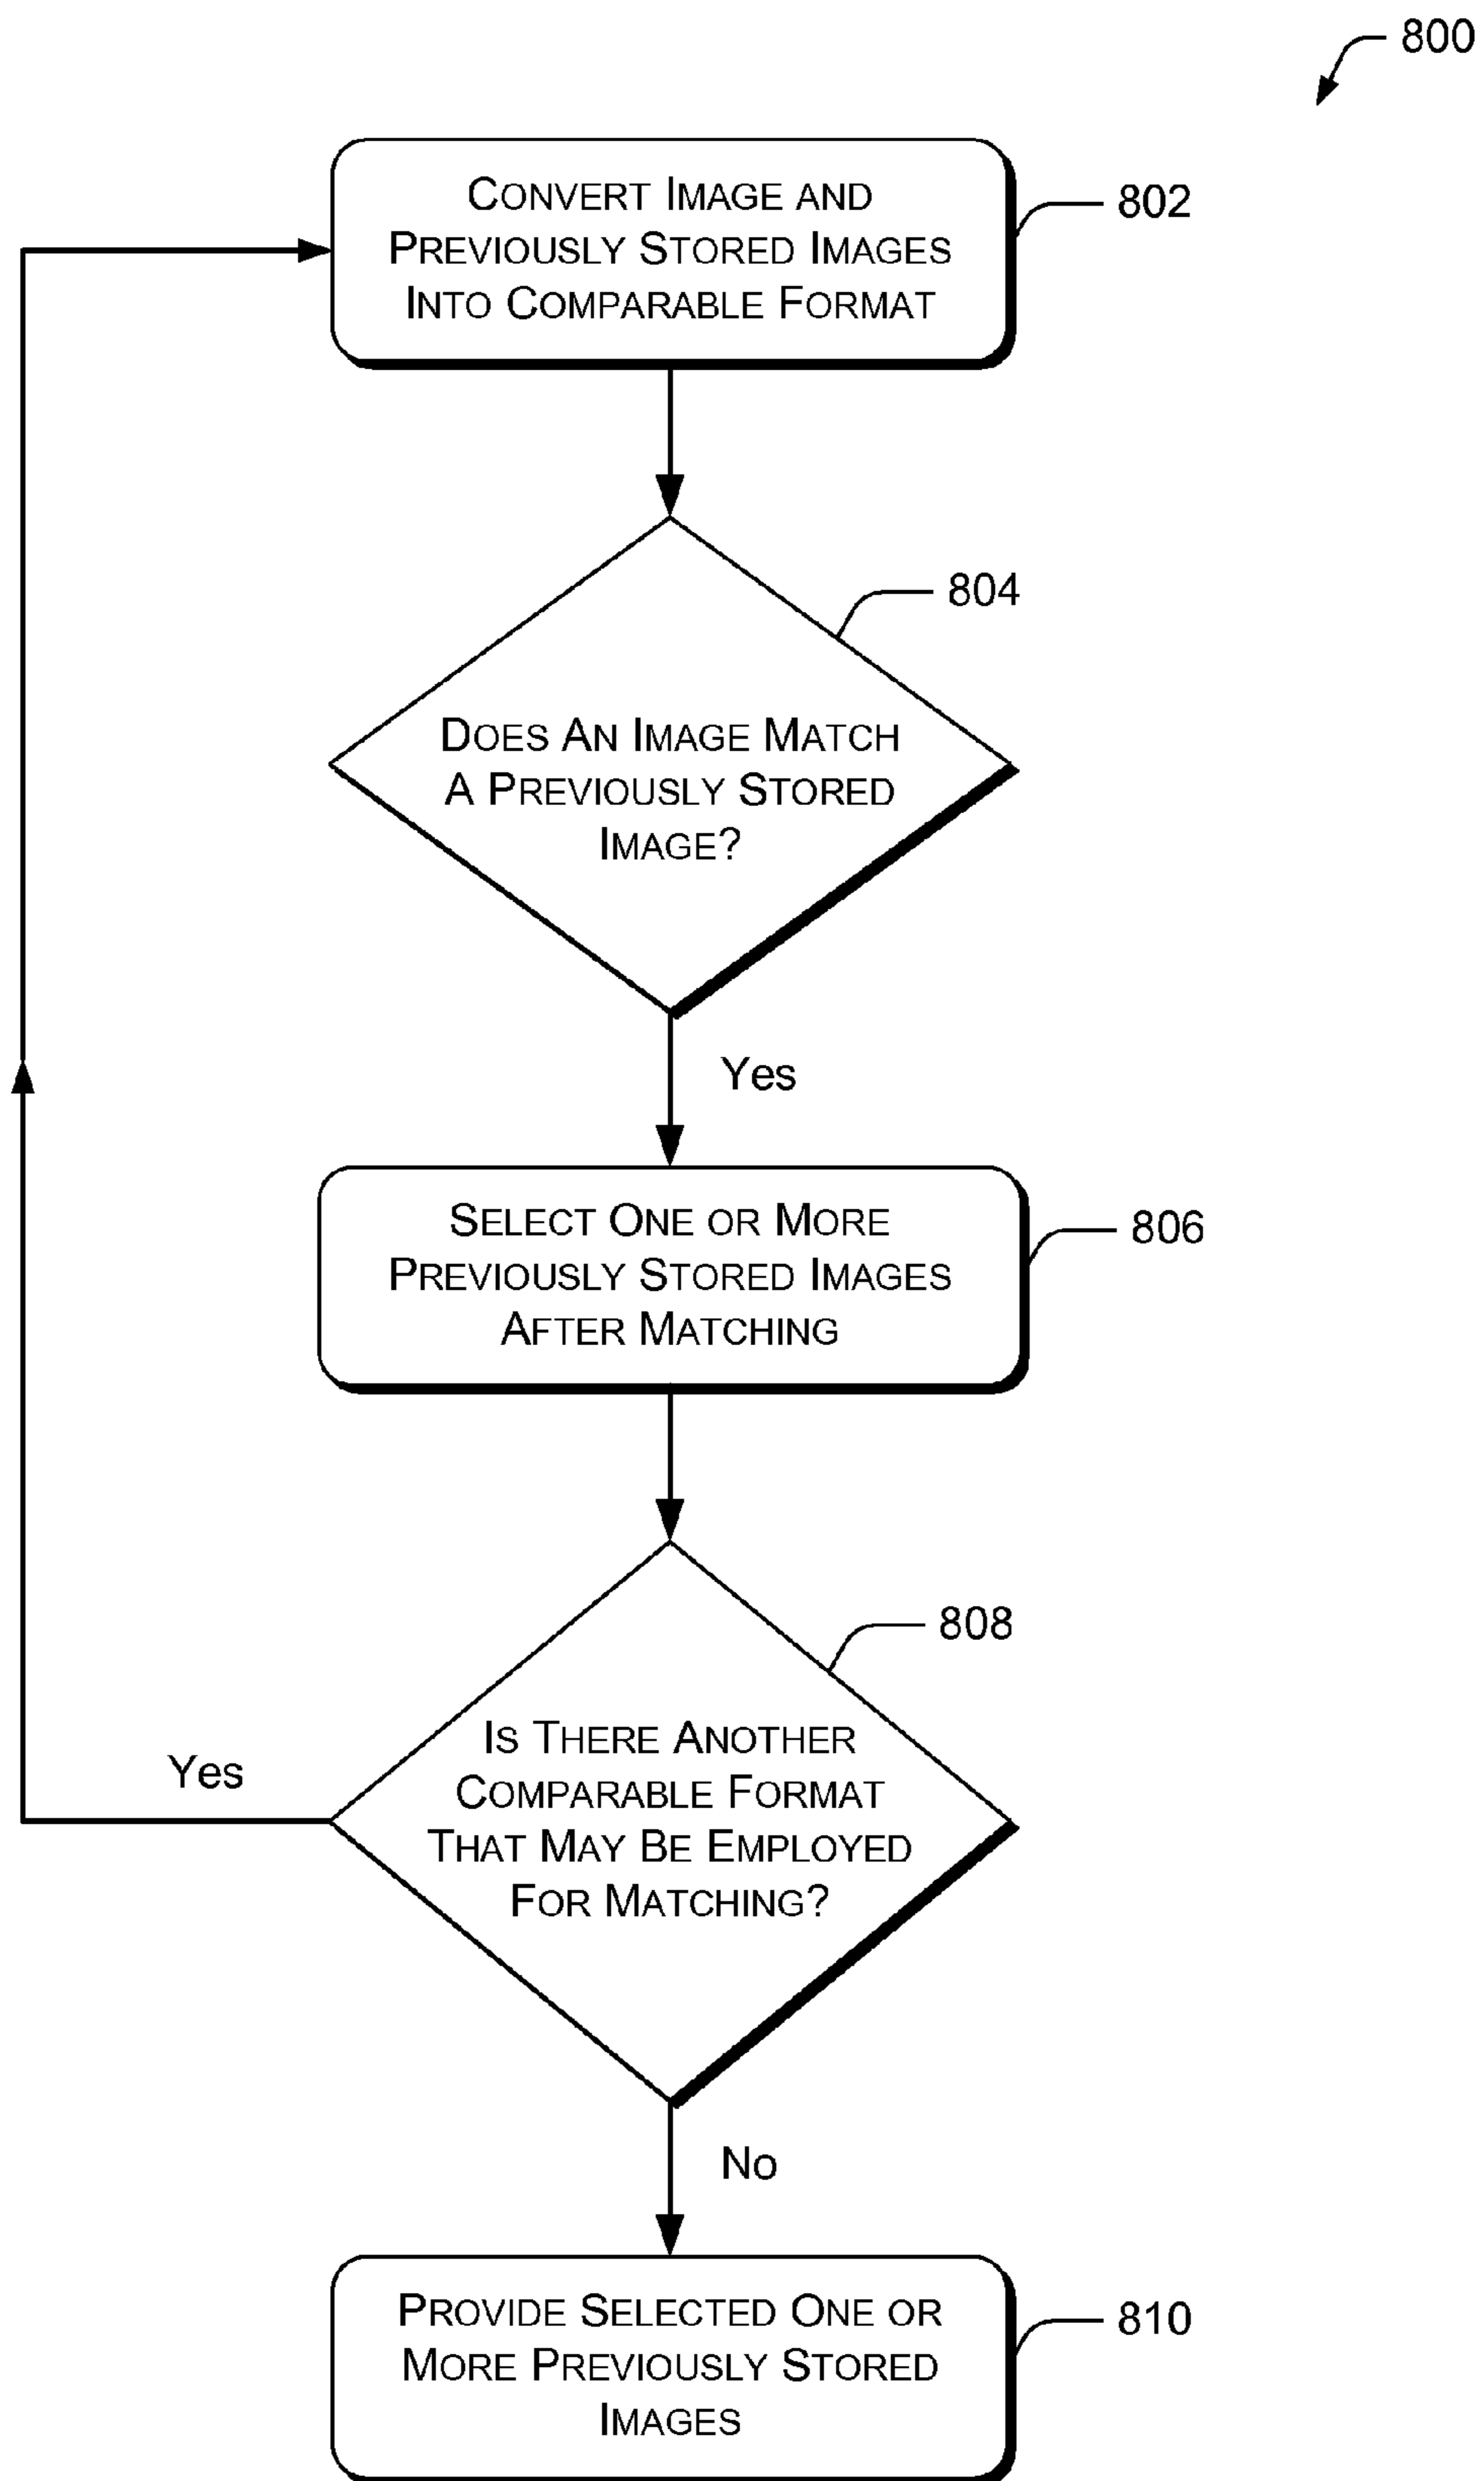 800
CONVERT IMAGE AND
PREVIOUSLY STORED IMAGES
INTO COMPARABLE FORMAT
802
804
DOES AN IMAGE MATCH
A PREVIOUSLY STORED
IMAGE?
Yes
SELECT ONE OR MORE
PREVIOUSLY STORED IMAGES
AFTER MATCHING
806
808
IS THERE ANOTHER
COMPARABLE FORMAT
THAT MAY BE EMPLOYED
FOR MATCHING?
Yes
No
PROVIDE SELECTED ONE OR
MORE PREVIOUSLY STORED
IMAGES
810